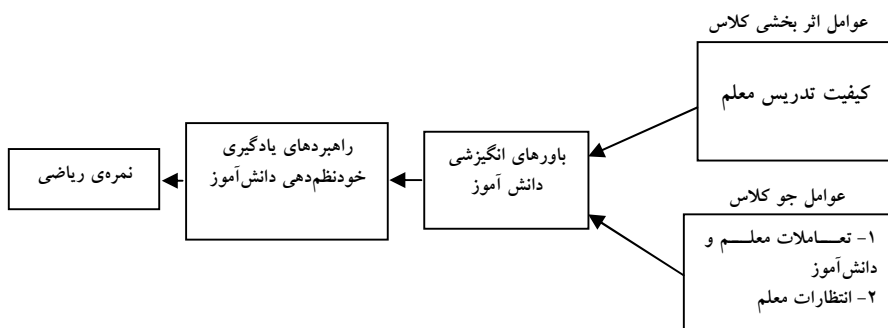 عوامل اثر بخشی کلاس
کیفیت تدریس معلم
عوامل جو کلاس
۱- تعـــاملات معلـــم و
دانش‌آموز
۲- انتظارات معلم
باورهای انگیزشی
دانش آموز
راهبردهای یادگیری
خودنظم‌دهی دانش‌آموز
نمره‌ی ریاضی